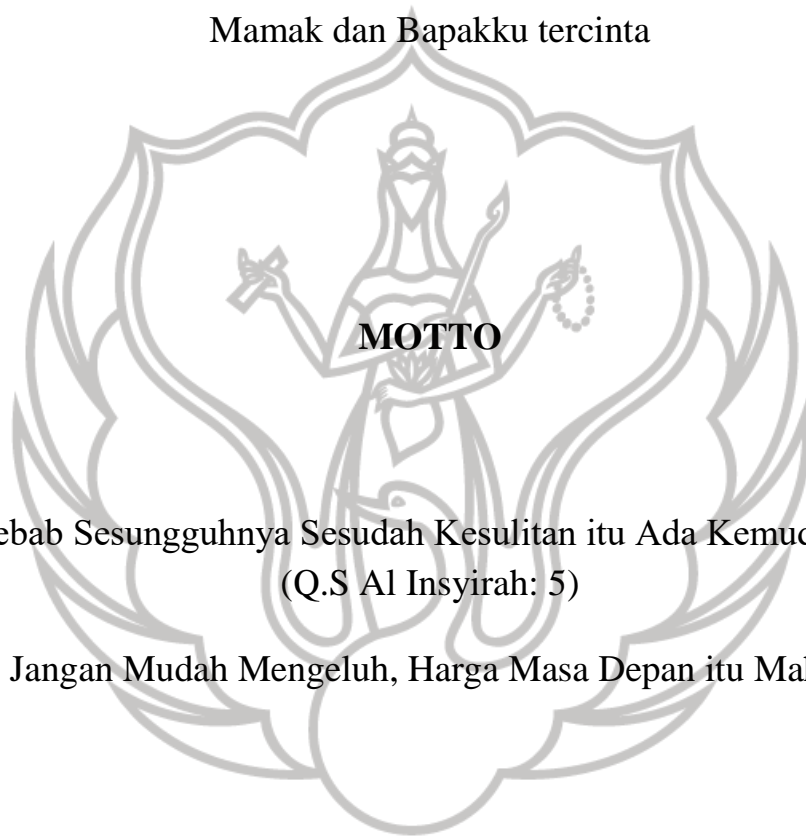 Mamak dan Bapakku tercinta
MOTTO
Sesungguhnya Sesudah Kesulitan itu Ada
(Q.S Al Insyirah: 5)
Jangan Mudah Mengeluh, Harga Masa Depan itu